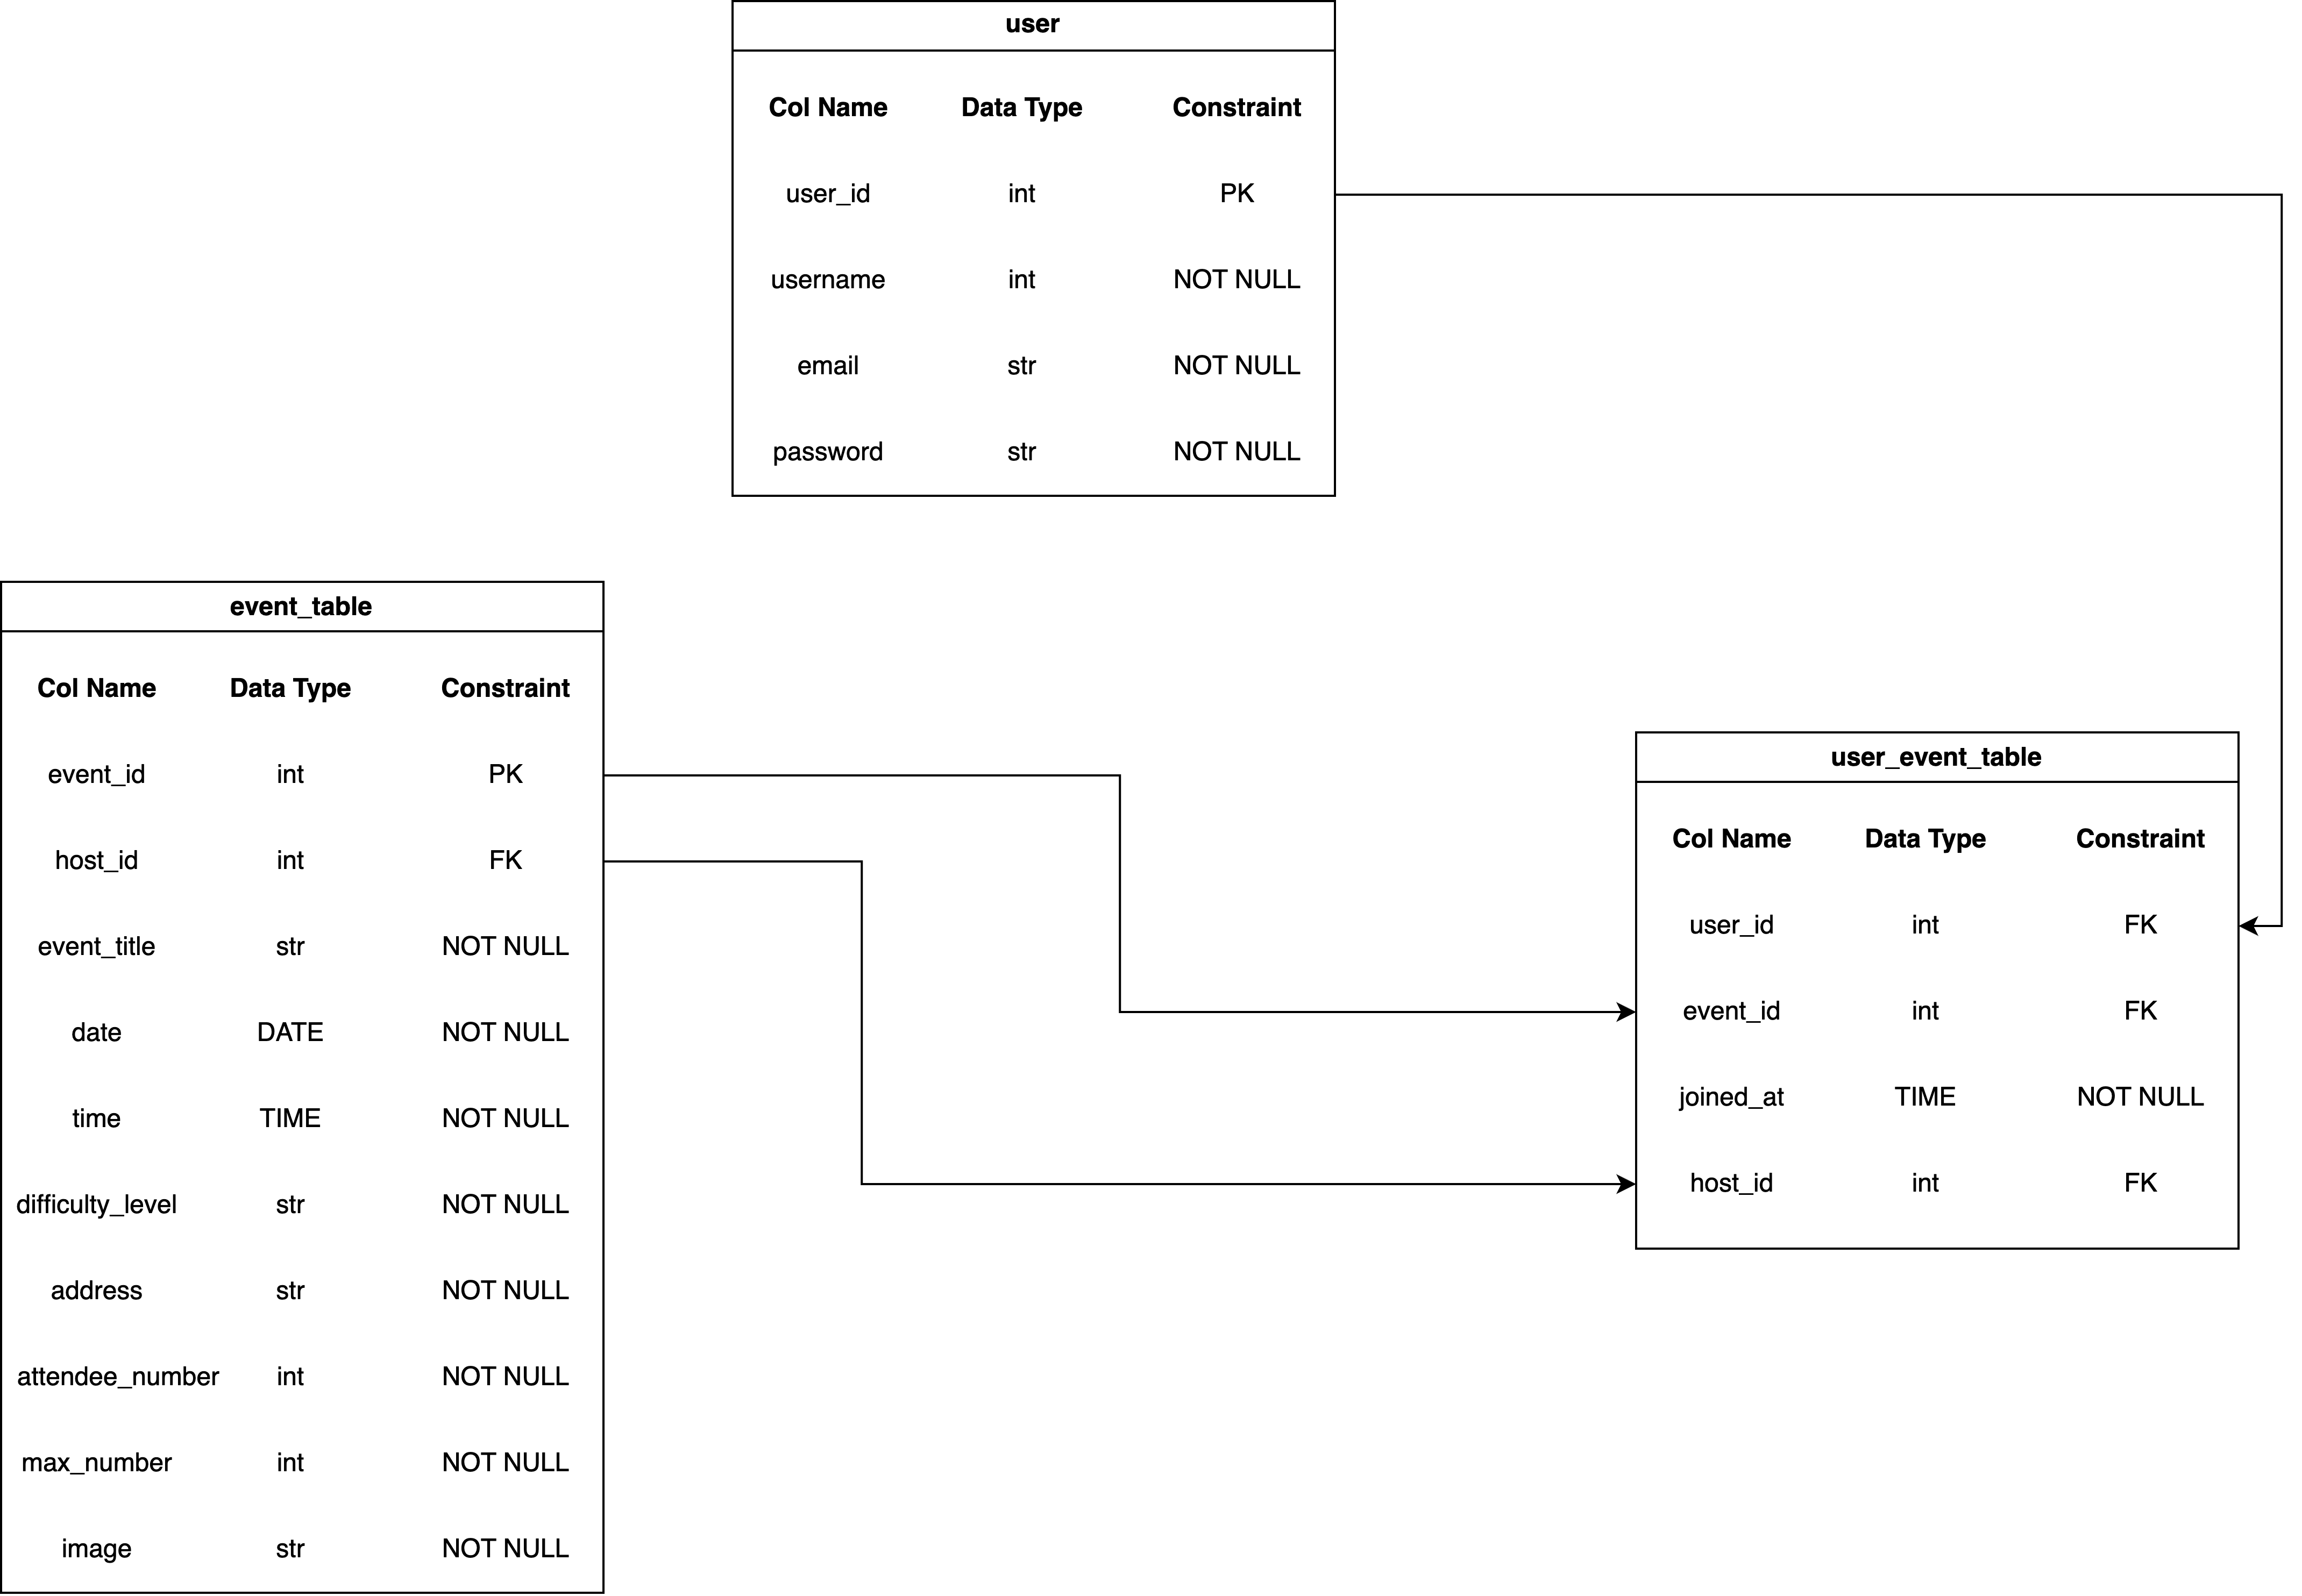 user
Col Name Data Type Constraint
user_id int PK
username int NOT NULL
email str NOT NULL
password str NOT NULL
event_table
Col Name Data Type Constraint
event_id int PK
host_id int FK
event_title str NOT NULL
date DATE NOT NULL
time TIME NOT NULL
difficulty_level str NOT NULL
address str NOT NULL
attendee_number int NOT NULL
max_number int NOT NULL
image str NOT NULL
user_event_table
Col Name Data Type Constraint
user_id int FK
event_id int FK
joined_at TIME NOT NULL
host_id int FK